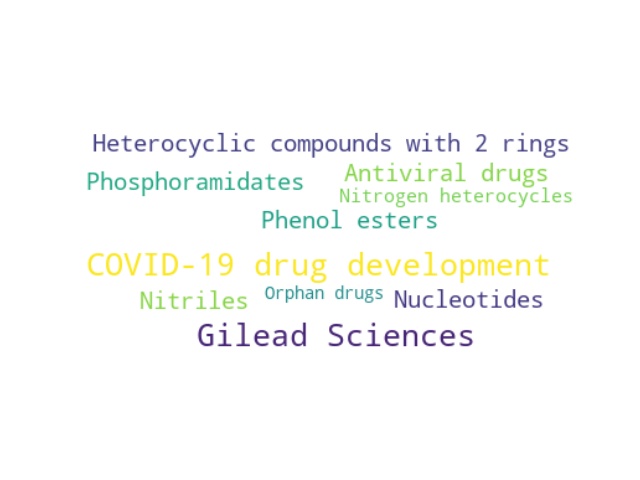 Heterocyclic compounds with 2 rings
Phosphoramidates
Antiviral drugs
Nitrogen heterocycles
Phenol esters
COVID-19 drug development
Nitriles
Orphan drugs
Nucleotides
Gilead Sciences